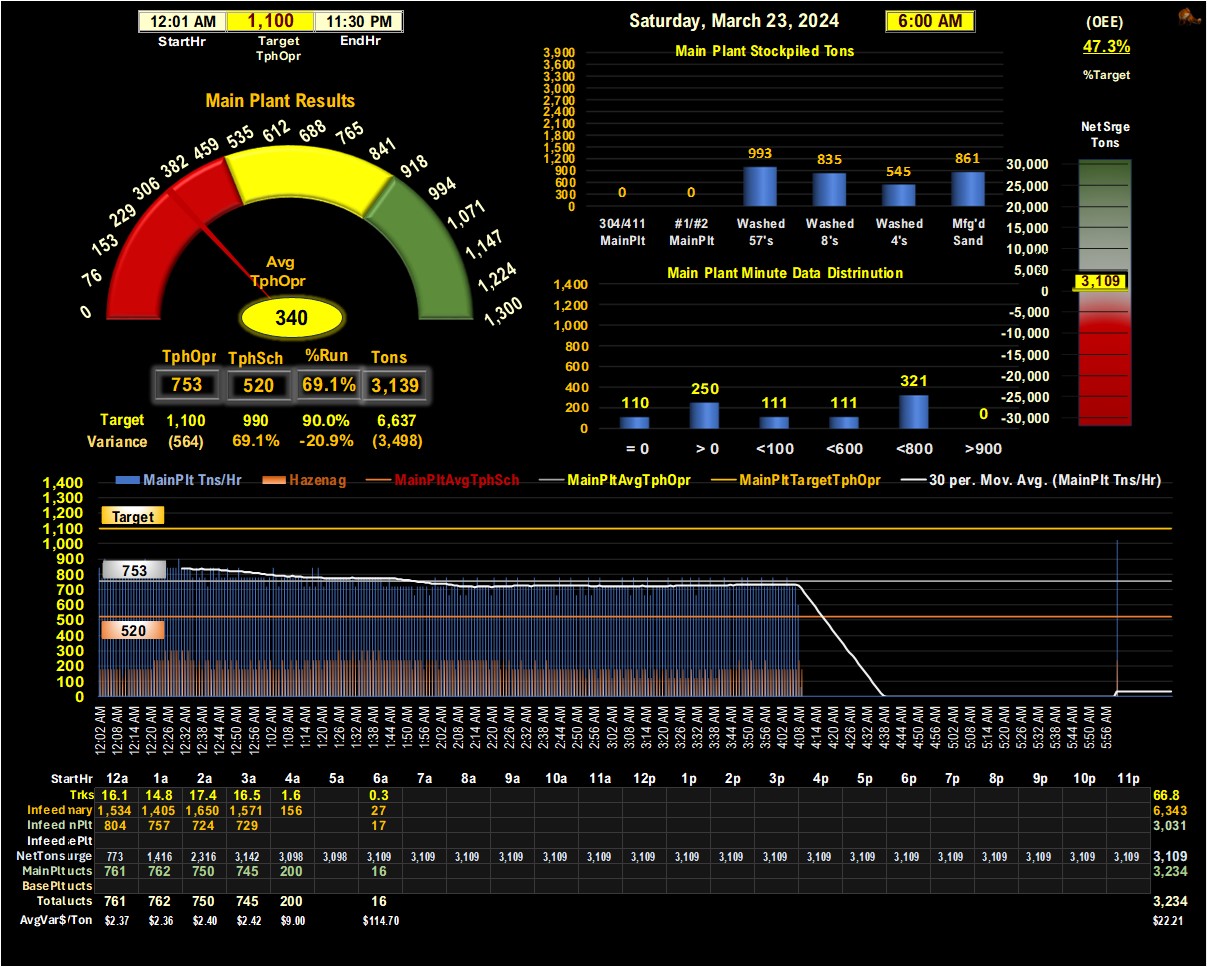 12:01 AM 1,100 11:30 PM
StartHr Target TphOpr EndHr
Saturday, March 23, 2024 6:00 AM
(OEE)
47.3%
%Target
Main Plant Results
0 76 153 229 306 382 459 535 612 688 765 841 918 994 1,071 1,147 1,224 1,300
Avg
TphOpr
340
TphOpr TphSch %Run Tons
753 520 69.1% 3,139
Target 1,100 990 90.0% 6,637
Variance (564) 69.1% -20.9% (3,498)
Main Plant Stockpiled Tons
3,900
3,600
3,300
3,000
2,700
2,400
2,100
1,800
1,500
1,200
900
600
300
0
0 0 993 835 545 861
304/411 #1/#2 Washed Washed Washed Mfg'd
MainPlt MainPlt 57's 8's 4's Sand
Main Plant Minute Data Distrinution
1,400
1,200
1,000
800
600
400
200
0
110 250 111 111 321 0
= 0 > 0 <100 <600 <800 >900
Net Srge
Tons
30,000
25,000
20,000
15,000
10,000
5,000
3,109
0
-5,000
-10,000
-15,000
-20,000
-25,000
-30,000
MainPlt Tns/Hr Hazenag MainPltAvgTphSch MainPltAvgTphOpr MainPltTargetTphOpr 30 per. Mov. Avg. (MainPlt Tns/Hr)
1,400
1,300
1,200
1,100
1,000
900
800
700
600
500
400
300
200
100
0
Target
753
520
12:02 AM 12:08 AM 12:14 AM 12:20 AM 12:26 AM 12:32 AM 12:38 AM 12:44 AM 12:50 AM 12:56 AM 1:02 AM 1:08 AM 1:14 AM 1:20 AM 1:26 AM 1:32 AM 1:38 AM 1:44 AM 1:50 AM 1:56 AM 2:02 AM 2:08 AM 2:14 AM 2:20 AM 2:26 AM 2:32 AM 2:38 AM 2:44 AM 2:50 AM 2:56 AM 3:02 AM 3:08 AM 3:14 AM 3:20 AM 3:26 AM 3:32 AM 3:38 AM 3:44 AM 3:50 AM 3:56 AM 4:02 AM 4:08 AM 4:14 AM 4:20 AM 4:26 AM 4:32 AM 4:38 AM 4:44 AM 4:50 AM 4:56 AM 5:02 AM 5:08 AM 5:14 AM 5:20 AM 5:26 AM 5:32 AM 5:38 AM 5:44 AM 5:50 AM 5:56 AM
StartHr 12a 1a 2a 3a 4a 5a 6a 7a 8a 9a 10a 11a 12p 1p 2p 3p 4p 5p 6p 7p 8p 9p 10p 11p
Trks 16.1 14.8 17.4 16.5 1.6 0.3 66.8
Infeed nary 1,534 1,405 1,650 1,571 156 27 6,343
Infeed nPlt 804 757 724 729 17 3,031
Infeed ePlt
NetTons urge 773 1,416 2,316 3,142 3,098 3,098 3,109 3,109 3,109 3,109 3,109 3,109 3,109 3,109 3,109 3,109 3,109 3,109 3,109 3,109 3,109 3,109 3,109 3,109 3,109
MainPlt ucts 761 762 750 745 200 16 3,234
BasePlt ucts
Total ucts 761 762 750 745 200 16 3,234
AvgVar$/Ton $2.37 $2.36 $2.40 $2.42 $9.00 $114.70 $22.21